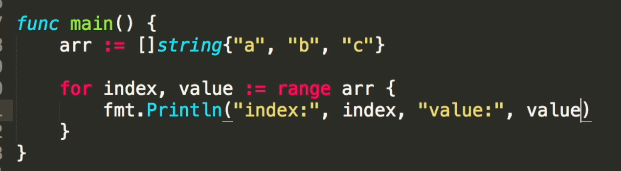 func main() {
    arr := []string{"a", "b", "c"}

    for index, value := range arr {
        fmt.Println("index:", index, "value:", value)
    }
}